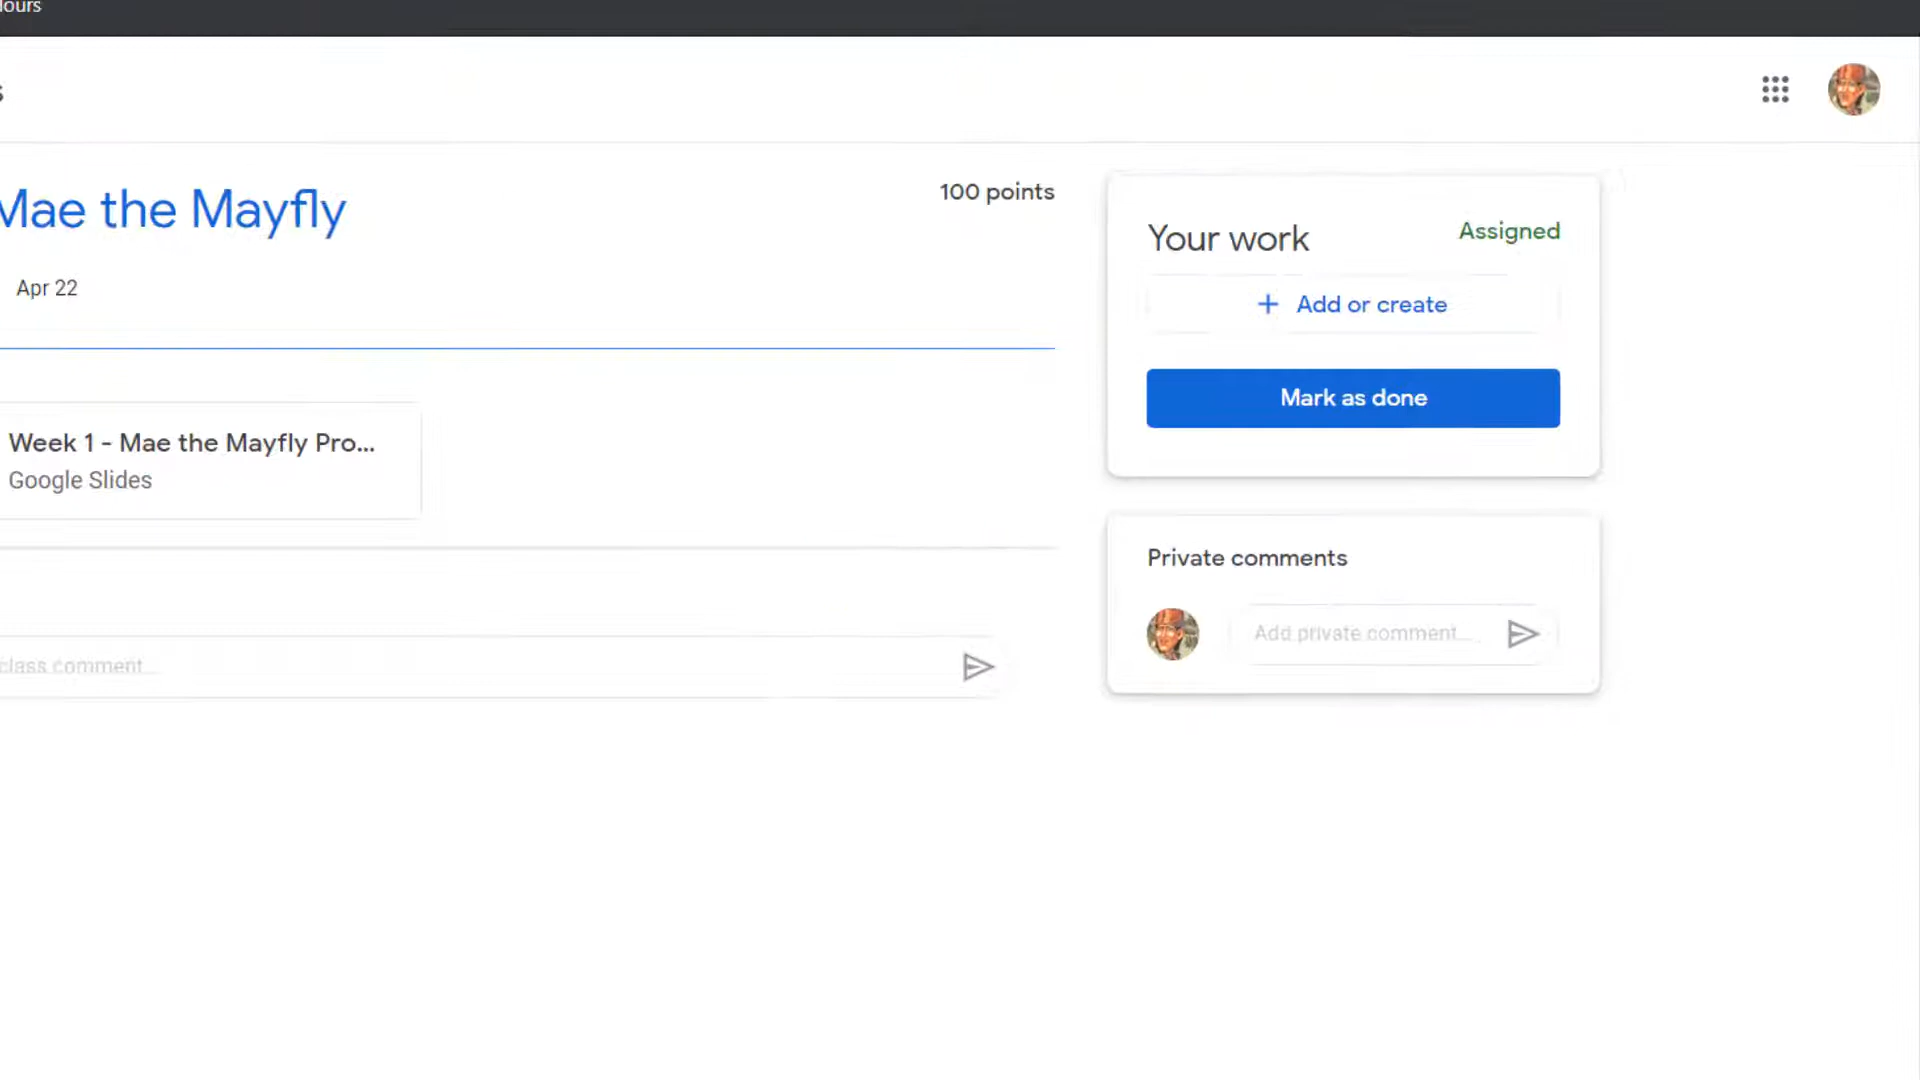 Mae the Mayfly
Apr 22
100 points
Week 1 - Mae the Mayfly Pro...
Google Slides
class comment...
Your work
Assigned
+ Add or create
Mark as done
Private comments
Add private comment...